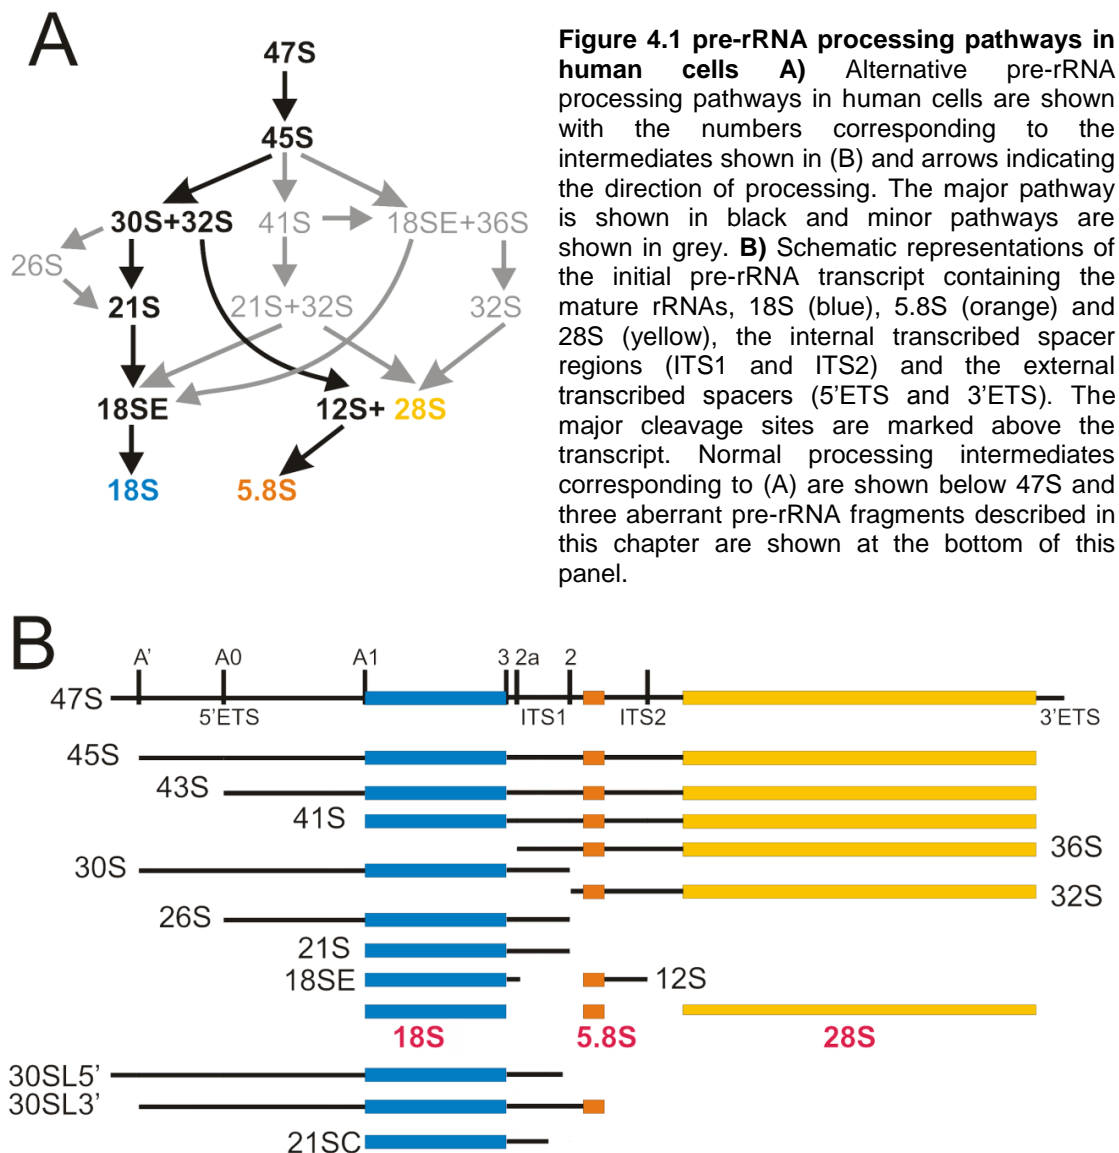 A
47S
45S
30S+32S 41S 18SE+36S
26S
21S 21S+32S 32S
18SE 12S+ 28S
18S 5.8S
Figure 4.1 pre-rRNA processing pathways in
human cells A) Alternative pre-rRNA
processing pathways in human cells are shown
with the numbers corresponding to the
intermediates shown in (B) and arrows indicating
the direction of processing. The major pathway
is shown in black and minor pathways are
shown in grey. B) Schematic representations of
the initial pre-rRNA transcript containing the
mature rRNAs, 18S (blue), 5.8S (orange) and
28S (yellow), the internal transcribed spacer
regions (ITS1 and ITS2) and the external
transcribed spacers (5'ETS and 3'ETS). The
major cleavage sites are marked above the
transcript. Normal processing intermediates
corresponding to (A) are shown below 47S and
three aberrant pre-rRNA fragments described in
this chapter are shown at the bottom of this
panel.
B
A' A0 A1 3 2a 2
47S
5'ETS ITS1 ITS2 3'ETS
45S
43S
41S
36S
30S
32S
26S
21S
18SE 12S
18S 5.8S 28S
30SL5'
30SL3'
21SC